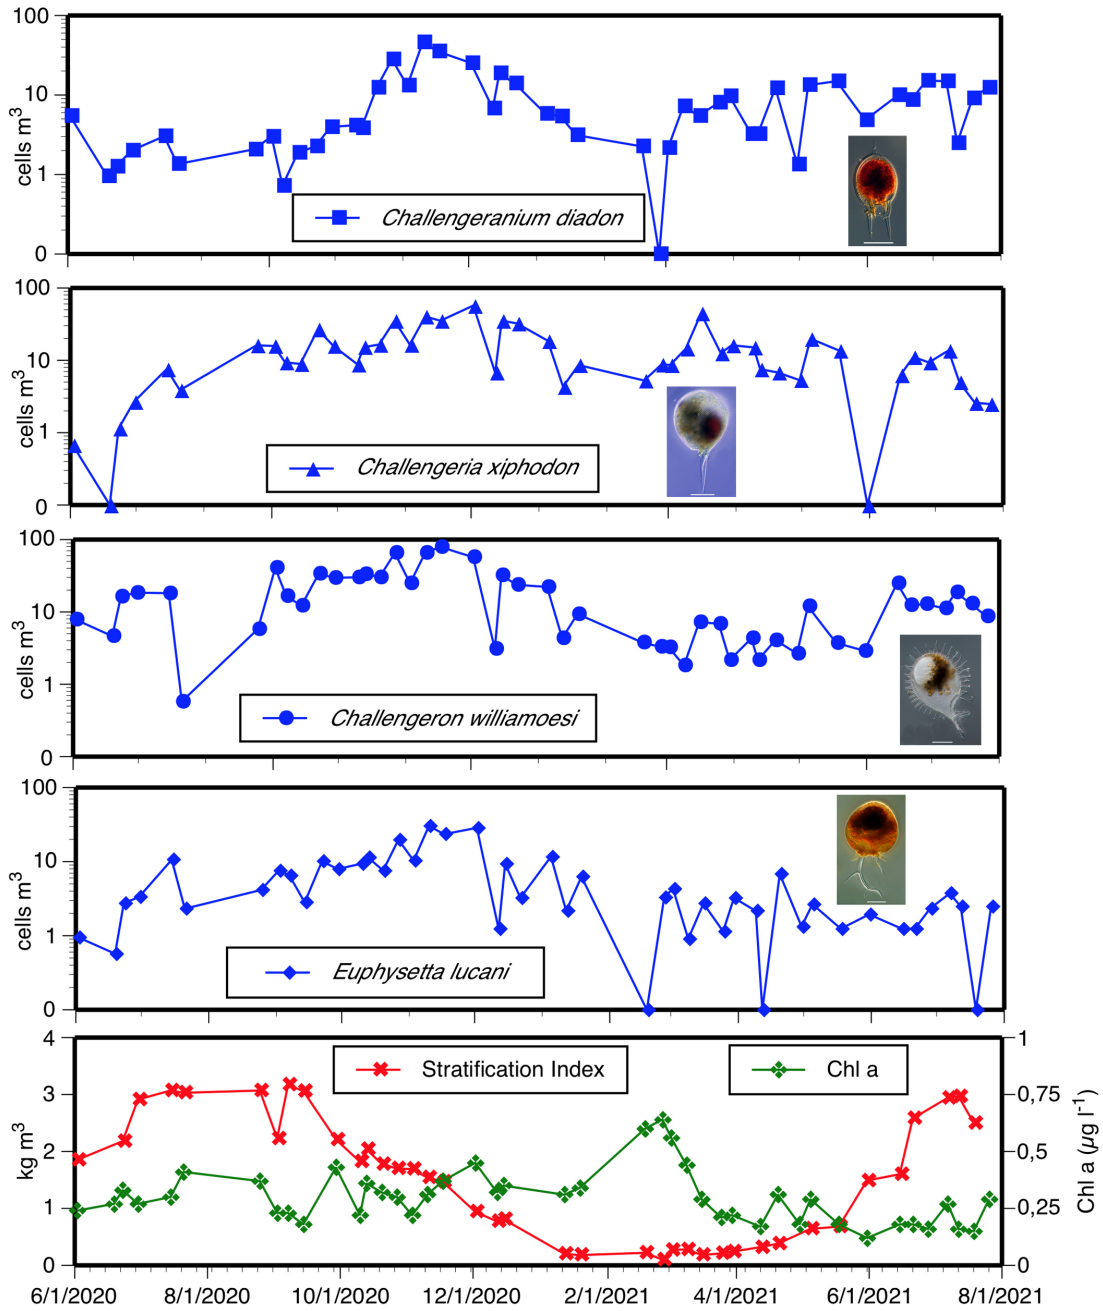 100
10
1
0
cells m3
Challengeranium diadon
100
10
1
0
cells m3
Challengeria xiphodon
100
10
1
0
cells m3
Challengeron williamoesi
100
10
1
0
cells m3
Euphysetta lucani
4
3
2
1
0
kg m3
Stratification Index
Chl a
1
0.75
0.5
0.25
0
Chl a (µg l-1)
6/1/2020 8/1/2020 10/1/2020 12/1/2020 2/1/2021 4/1/2021 6/1/2021 8/1/2021